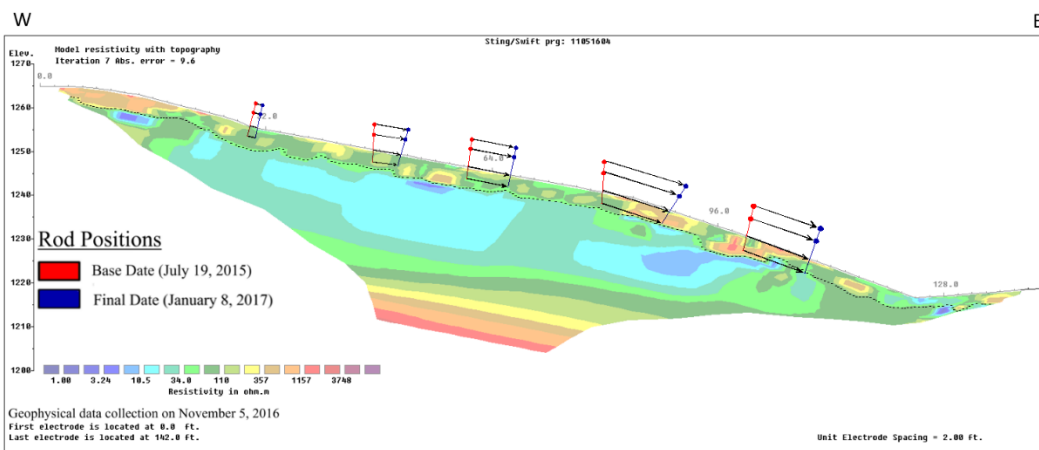 W
E
Sting/Swift prg: 11051604
Elev.
Model resistivity with topography
Iteration 7 Abs. error = 9.6
1270
0.0
1260
32.0
1250
64.0
1240
96.0
1230
Rod Positions
Base Date (July 19, 2015)
1220
128.0
Final Date (January 8, 2017)
1210
1200
1.00 3.24 10.5 34.0 110 357 1157 3748
Resistivity in ohm.m
Geophysical data collection on November 5, 2016
First electrode is located at 0.0 ft.
Last electrode is located at 142.0 ft.
Unit Electrode Spacing = 2.00 ft.